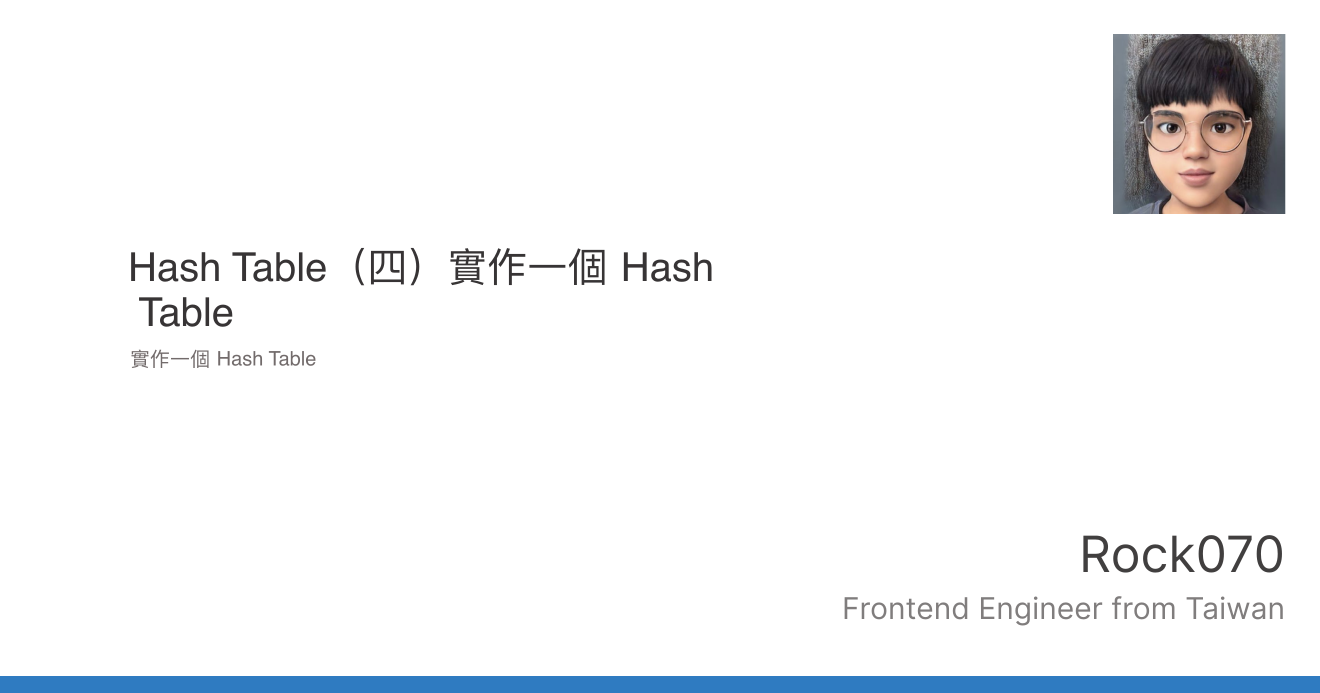 Hash Table（四）實作一個 Hash
Table
實作一個 Hash Table
Rock070
Frontend Engineer from Taiwan